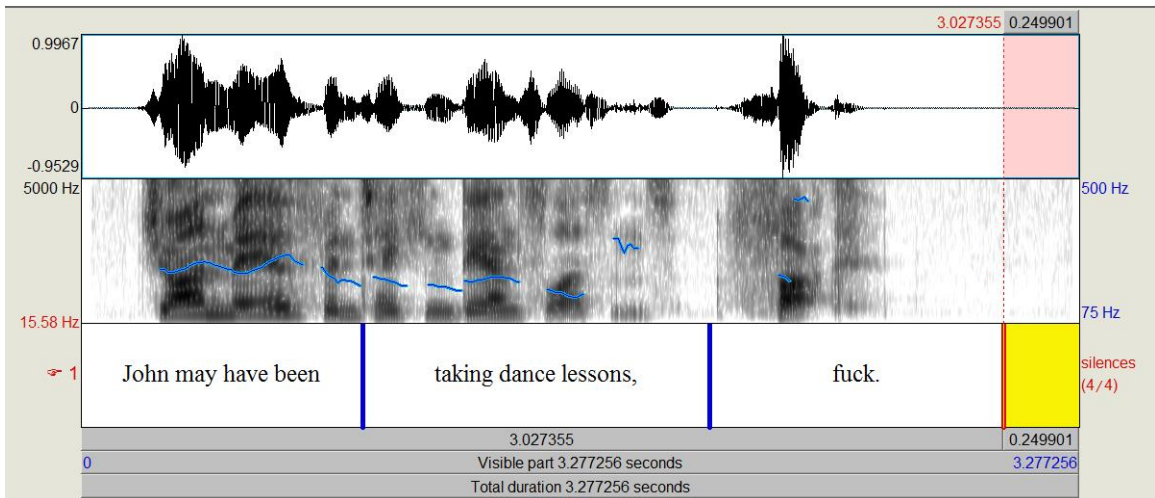 3.027355 0.249901
0.9967
0
-0.9529
5000 Hz 500 Hz
15.58 Hz 75 Hz
☞ 1 John may have been taking dance lessons, fuck. silences
(4/4)
3.027355 0.249901
0 Visible part 3.277256 seconds 3.277256
Total duration 3.277256 seconds